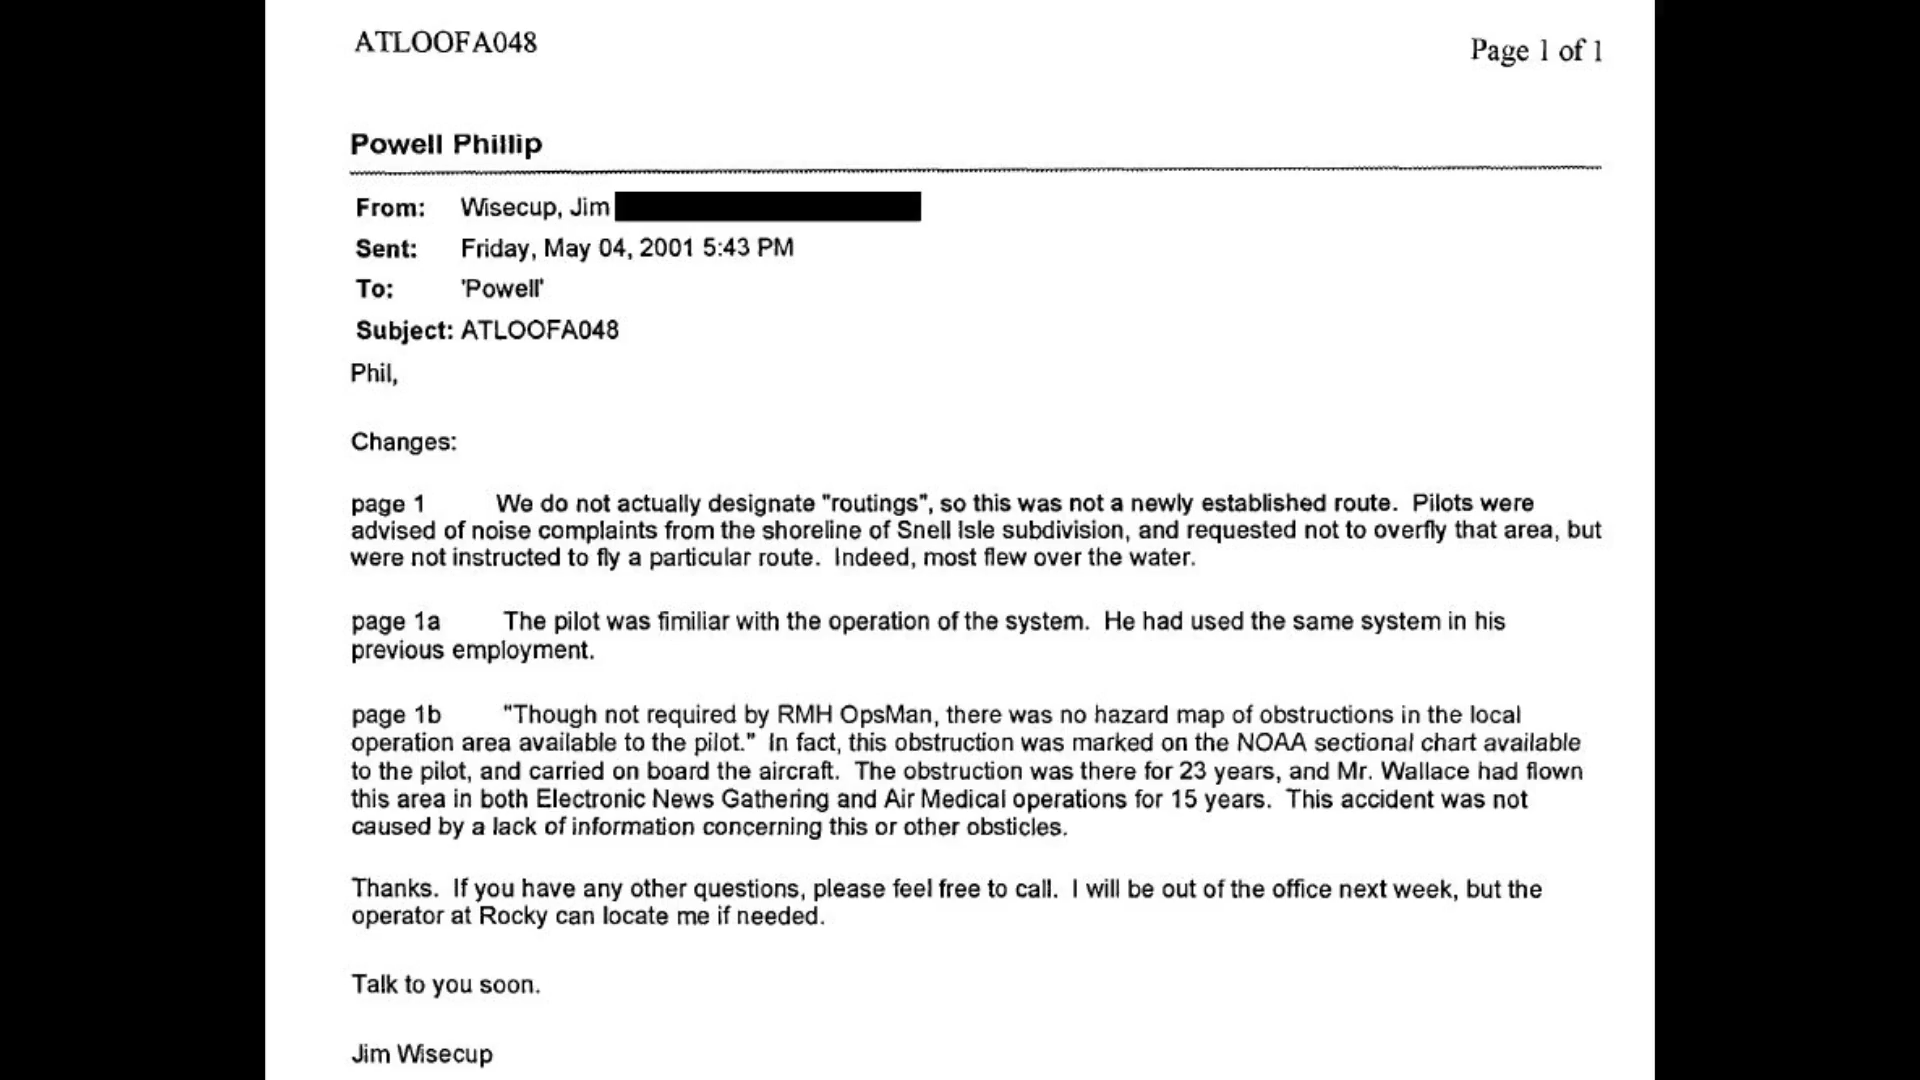 ATLOOFA048
Page 1 of 1
Powell Phillip
From: Wisecup, Jim
Sent: Friday, May 04, 2001 5:43 PM
To: 'Powell'
Subject: ATLOOFA048
Phil,
Changes:
page 1 We do not actually designate "routings", so this was not a newly established route. Pilots were
advised of noise complaints from the shoreline of Snell Isle subdivision, and requested not to overfly that area, but
were not instructed to fly a particular route. Indeed, most flew over the water.
page 1a The pilot was fimiliar with the operation of the system. He had used the same system in his
previous employment.
page 1b "Though not required by RMH OpsMan, there was no hazard map of obstructions in the local
operation area available to the pilot." In fact, this obstruction was marked on the NOAA sectional chart available
to the pilot, and carried on board the aircraft. The obstruction was there for 23 years, and Mr. Wallace had flown
this area in both Electronic News Gathering and Air Medical operations for 15 years. This accident was not
caused by a lack of information concerning this or other obsticles.
Thanks. If you have any other questions, please feel free to call. I will be out of the office next week, but the
operator at Rocky can locate me if needed.
Talk to you soon.
Jim Wisecup